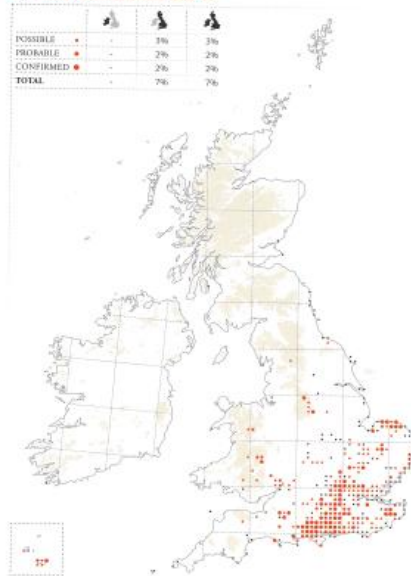 POSSIBLE - 3% 3%
PROBABLE - 2% 2%
CONFIRMED - 2% 2%
TOTAL - 7% 7%